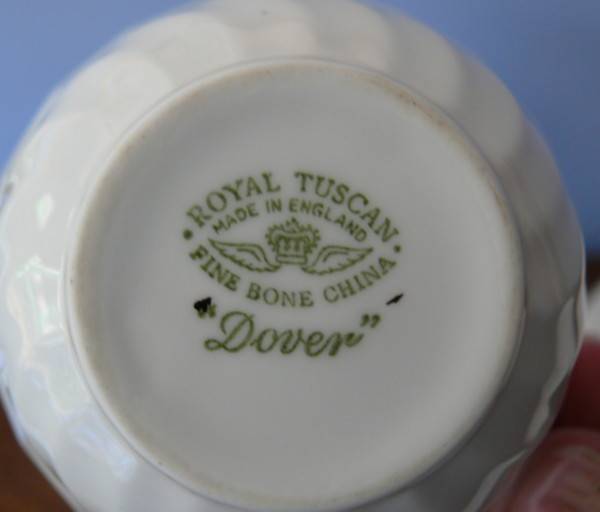 ROYAL TUSCAN
MADE IN ENGLAND
FINE BONE CHINA
"Dover"